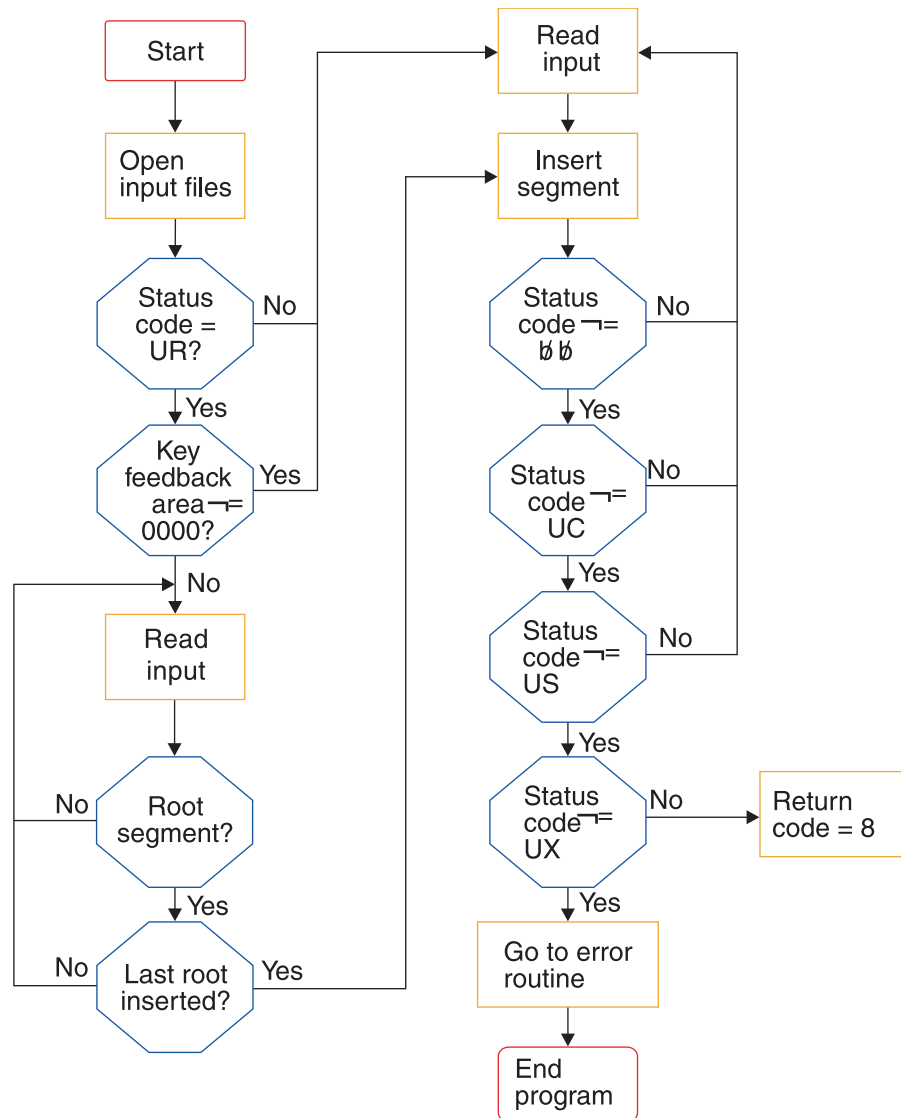 Start
Open
input files
Status
code =
UR?
No
Yes
Key
feedback
area ¬=
0000?
Yes
No
Read
input
Root
segment?
No
Yes
Last root
inserted?
No
Yes
Read
input
Insert
segment
Status
code ¬=
ƀ ƀ
No
Yes
Status
code ¬=
UC
No
Yes
Status
code ¬=
US
No
Yes
Status
code ¬=
UX
No
Return
code = 8
Yes
Go to error
routine
End
program